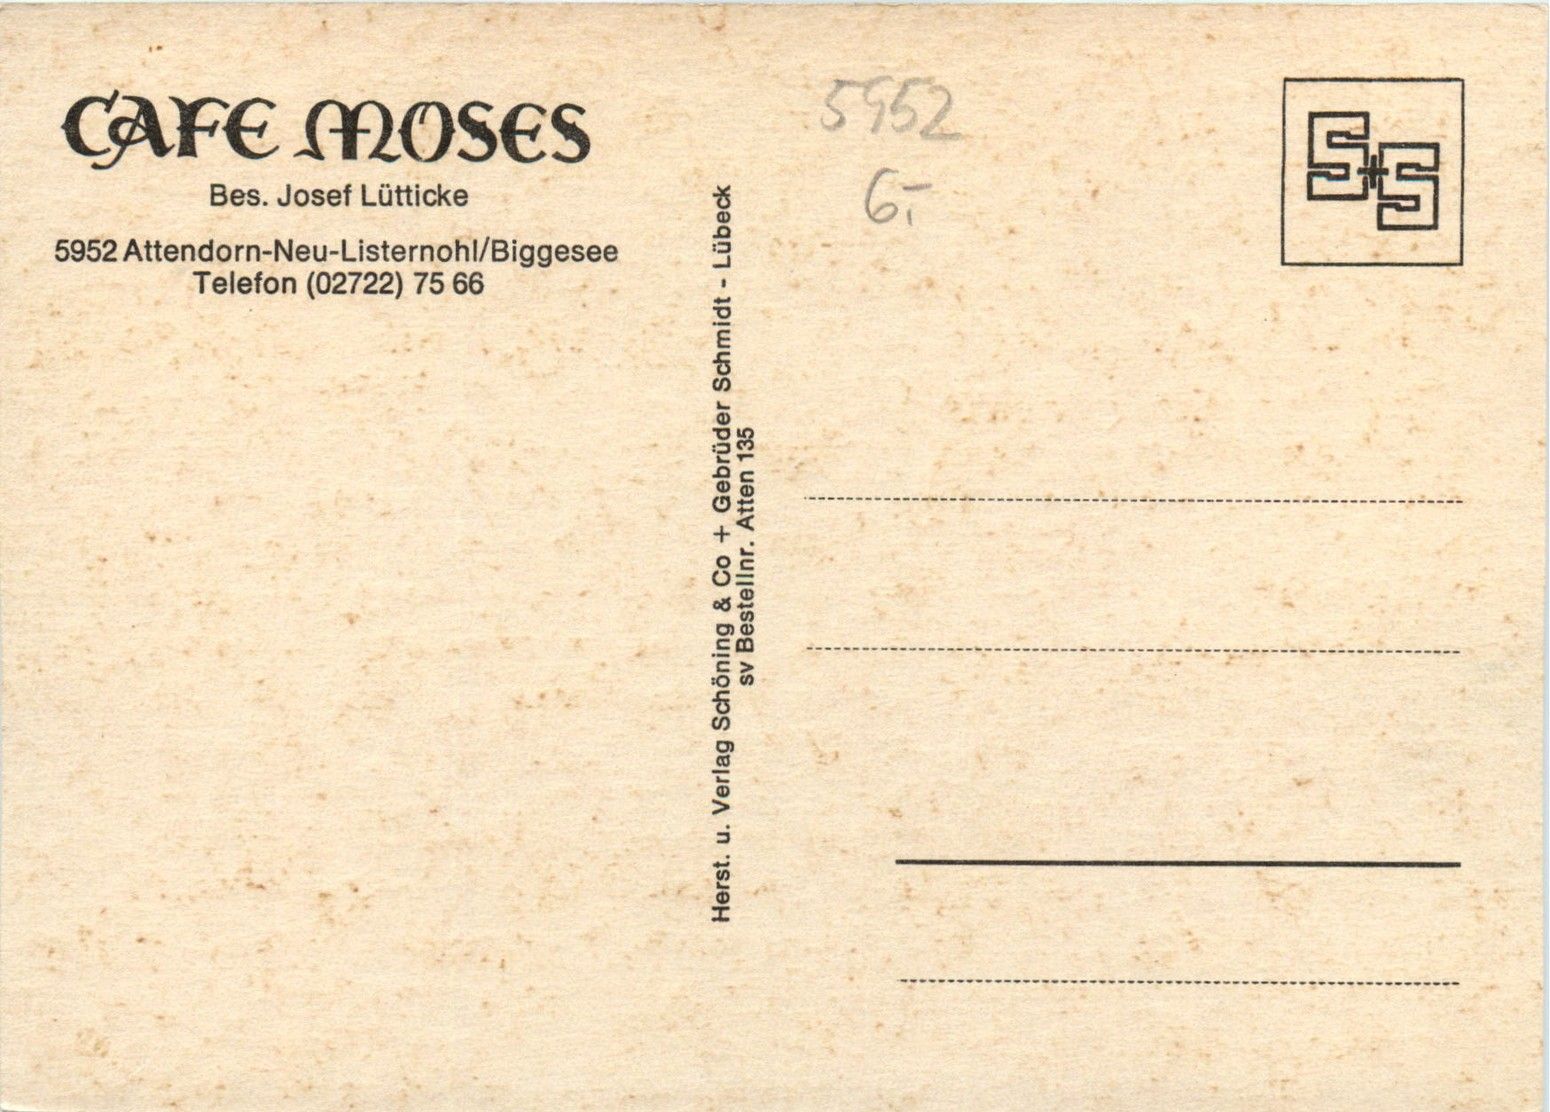 CAFE MOSES
Bes. Josef Lütticke
5952 Attendorn-Neu-Listernohl/Biggesee
Telefon (02722) 75 66
Herst. u. Verlag Schöning & Co + Gebrüder Schmidt - Lübeck
sv Bestellnr. Atten 135
5952
6,-
S+S